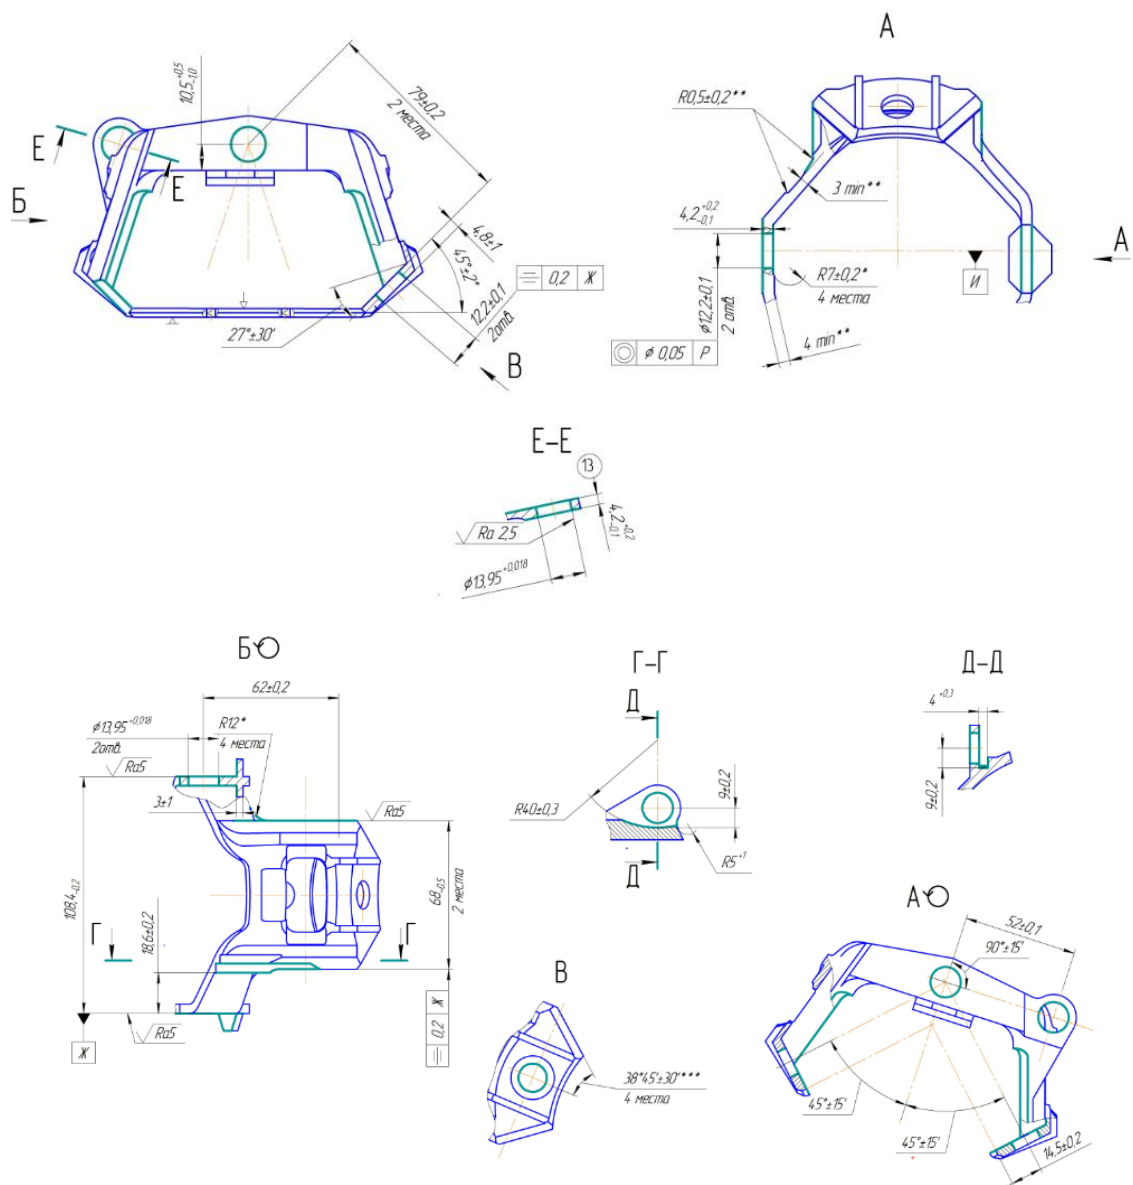 А
10,5 +0,5 -1,0
79±0,2
2 места
Е
Е
Б
4,8±1
45°±2°
12,2±0,1
2отв.
0,2 Ж
27°±30'
В
R0,5±0,2**
3 min**
4,2 +0,2 -0,1
А
И
R7±0,2*
4 места
ϕ12,2±0,1
2 отв.
ϕ 0,05 Р
4 min**
Е-Е
13
Ra 2,5
4,2 +0,2 -0,1
ϕ13,95 +0,018
Б
62±0,2
ϕ13,95 +0,018
2отв.
R12*
4 места
Ra5
3±1
Ra5
108,4 -0,2
18,6±0,2
68 -0,5
2 места
Г
Г
0,2 Ж
Ra5
Ж
Г-Г
Д
R40±0,3
9±0,2
R5 +1
Д
Д-Д
4 +0,3
9±0,2
В
38°45'±30'***
4 места
А
52±0,1
90°±15'
45°±15'
45°±15'
14,5±0,2